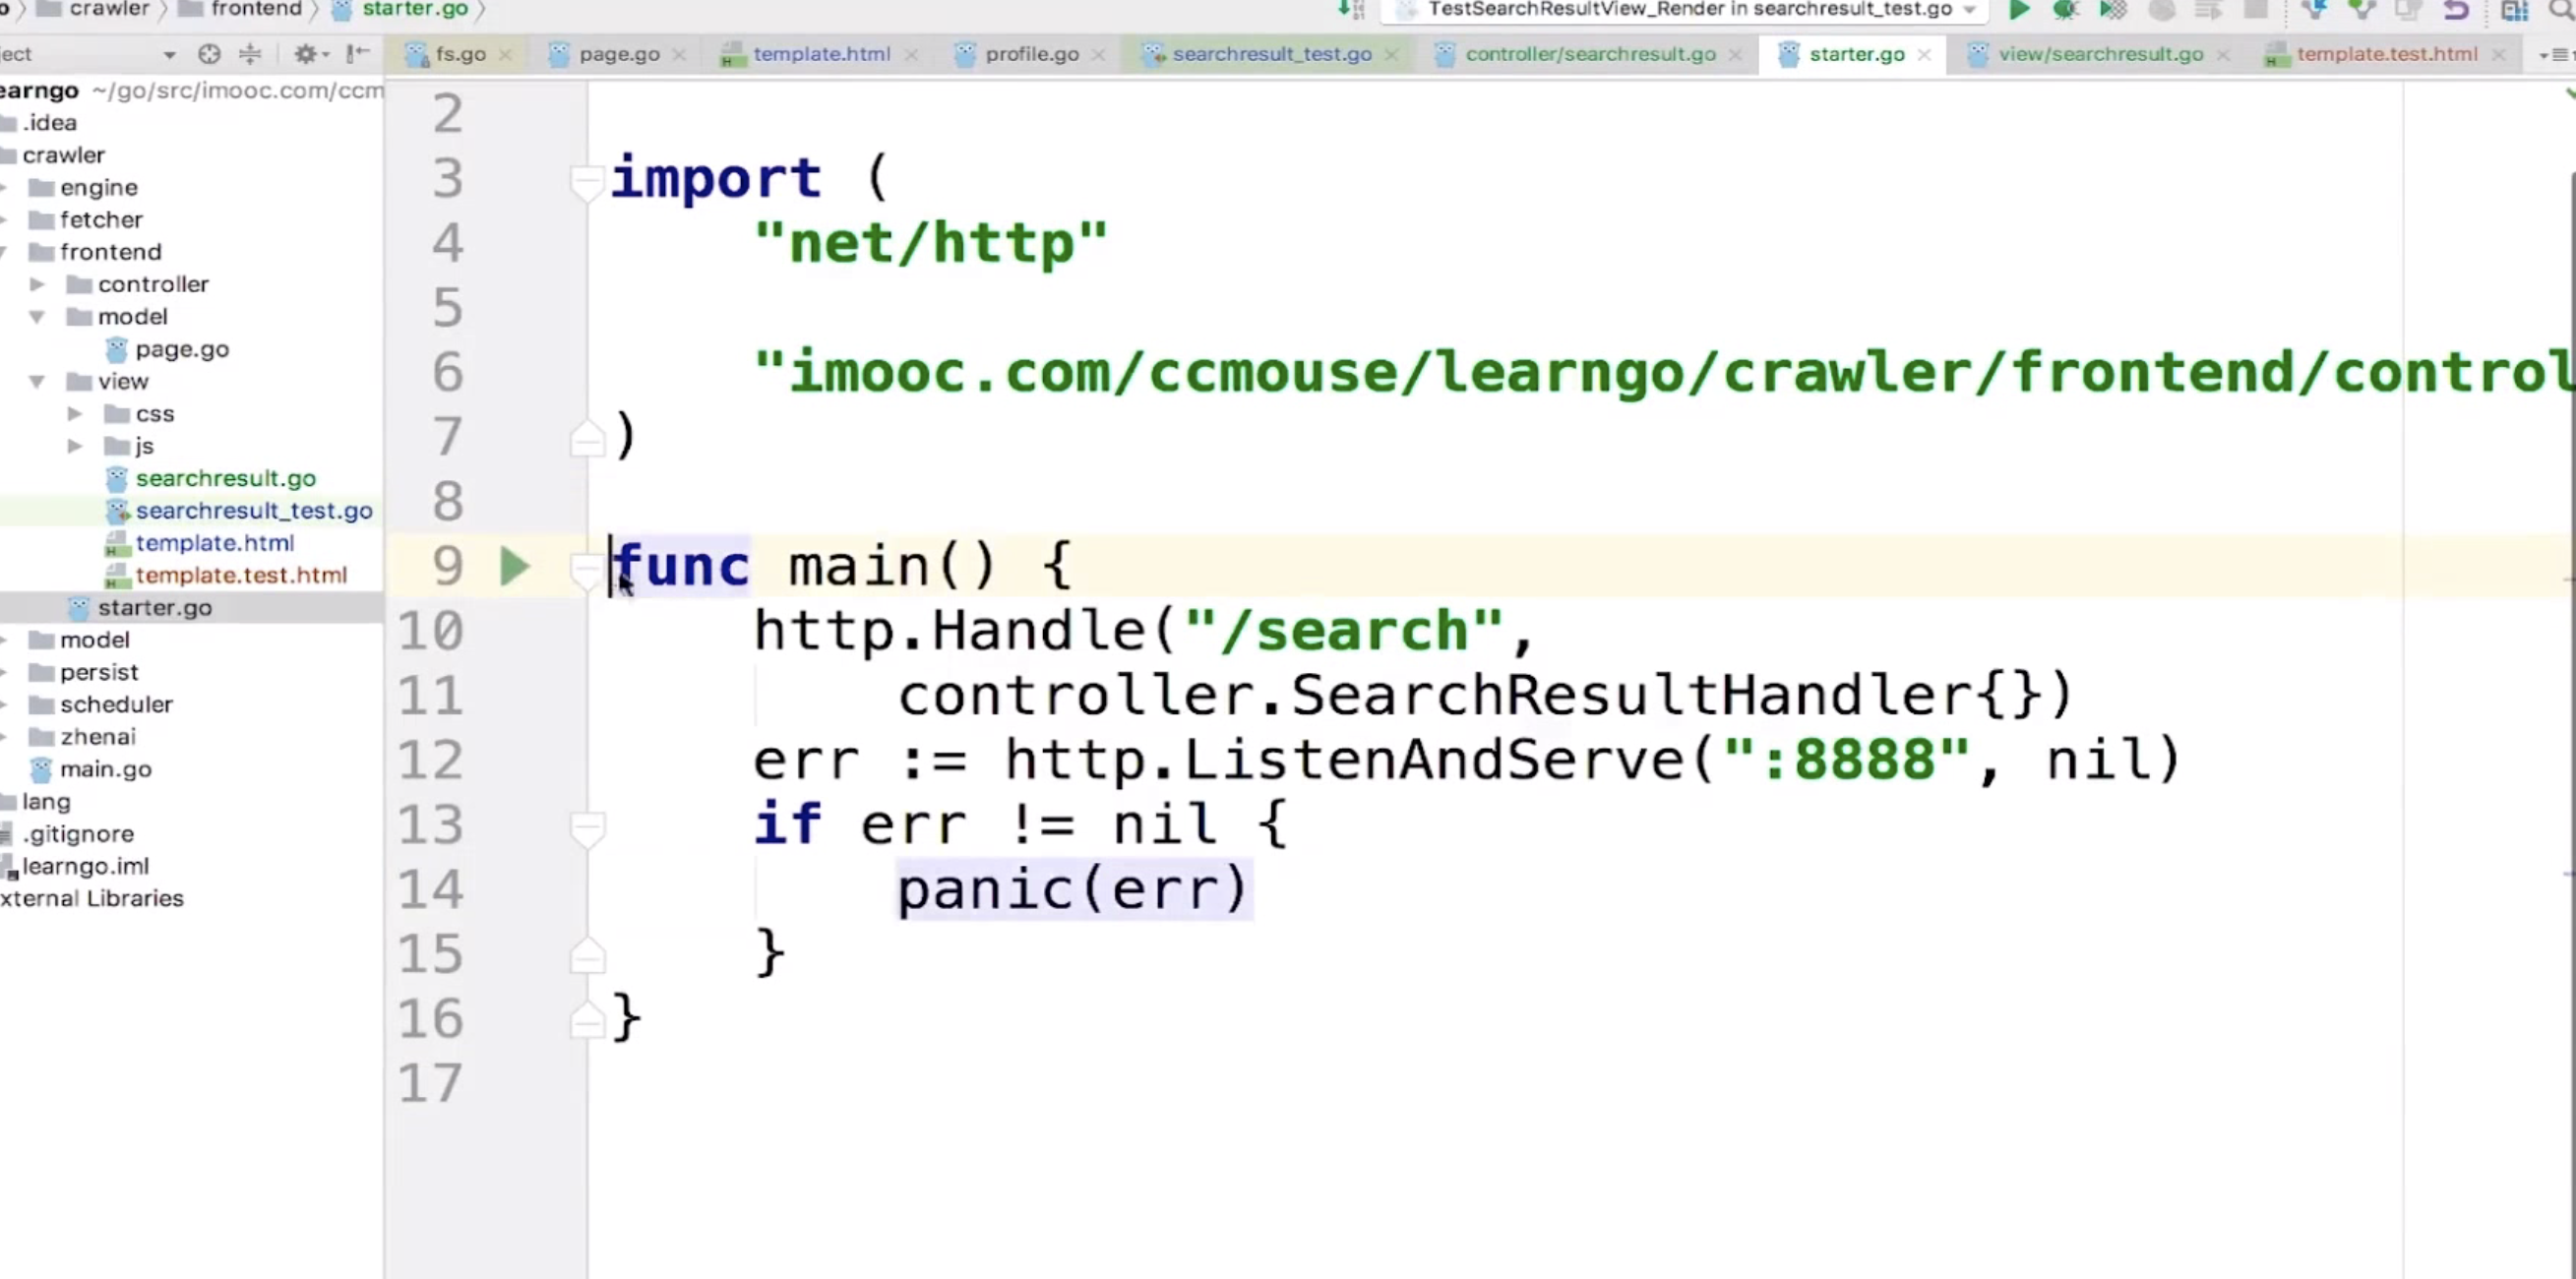 crawler frontend starter.go
TestSearchResultView_Render in searchresult_test.go
fs.go page.go template.html profile.go searchresult_test.go controller/searchresult.go starter.go view/searchresult.go template.test.html
~/go/src/imooc.com/ccm
.idea
crawler
engine
fetcher
frontend
controller
model
page.go
view
css
js
searchresult.go
searchresult_test.go
template.html
template.test.html
starter.go
model
persist
scheduler
zhenai
main.go
lang
.gitignore
learngo.iml
xternal Libraries
2
3 import (
4 "net/http"
5
6 "imooc.com/ccmouse/learngo/crawler/frontend/control
7 )
8
9 func main() {
10 http.Handle("/search",
11 controller.SearchResultHandler{})
12 err := http.ListenAndServe(":8888", nil)
13 if err != nil {
14 panic(err)
15 }
16 }
17